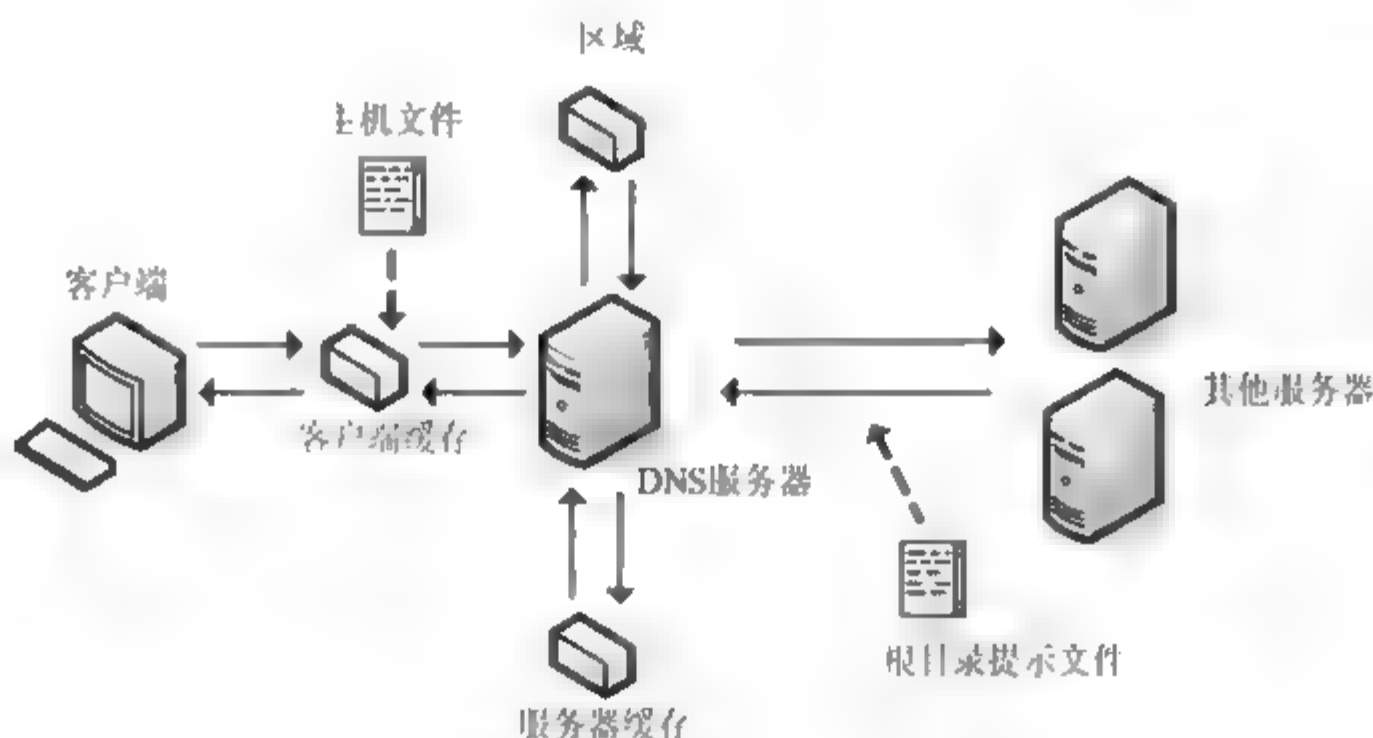 区域
主机文件
客户端
客户端缓存
DNS服务器
其他服务器
根目录提示文件
服务器缓存